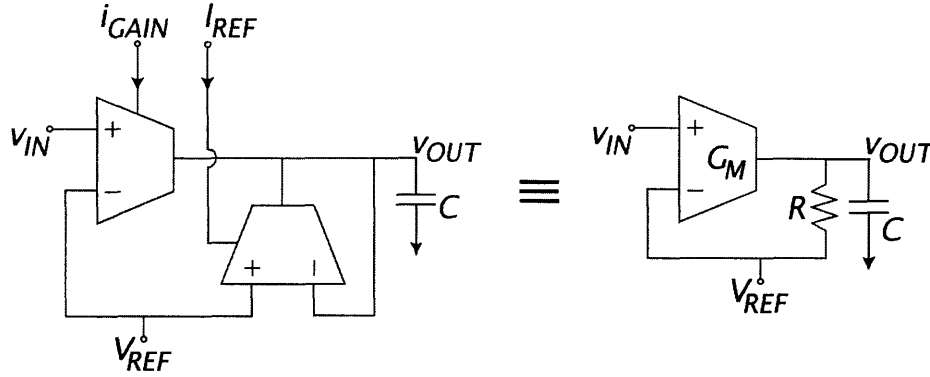 i_GAIN I_REF
v_IN + − + − v_OUT C V_REF
≡
v_IN + − G_M v_OUT R C V_REF